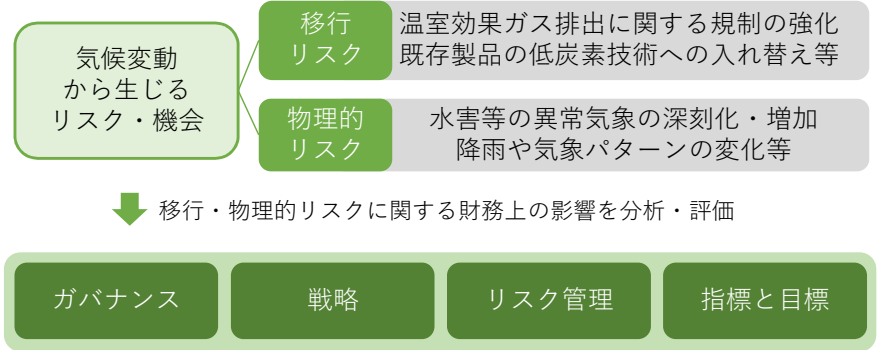 気候変動
から生じる
リスク・機会
移行
リスク
温室効果ガス排出に関する規制の強化
既存製品の低炭素技術への入れ替え等
物理的
リスク
水害等の異常気象の深刻化・増加
降雨や気象パターンの変化等
移行・物理的リスクに関する財務上の影響を分析・評価
ガバナンス
戦略
リスク管理
指標と目標